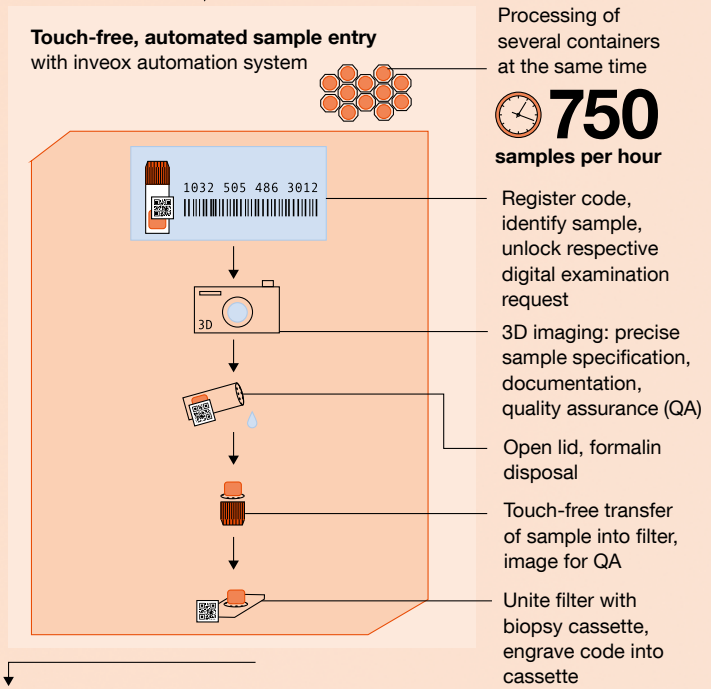 Touch-free, automated sample entry
with inveox automation system
Processing of
several containers
at the same time
750
samples per hour
1032 505 486 3012
Register code,
identify sample,
unlock respective
digital examination
request
3D
3D imaging: precise
sample specification,
documentation,
quality assurance (QA)
Open lid, formalin
disposal
Touch-free transfer
of sample into filter,
image for QA
Unite filter with
biopsy cassette,
engrave code into
cassette